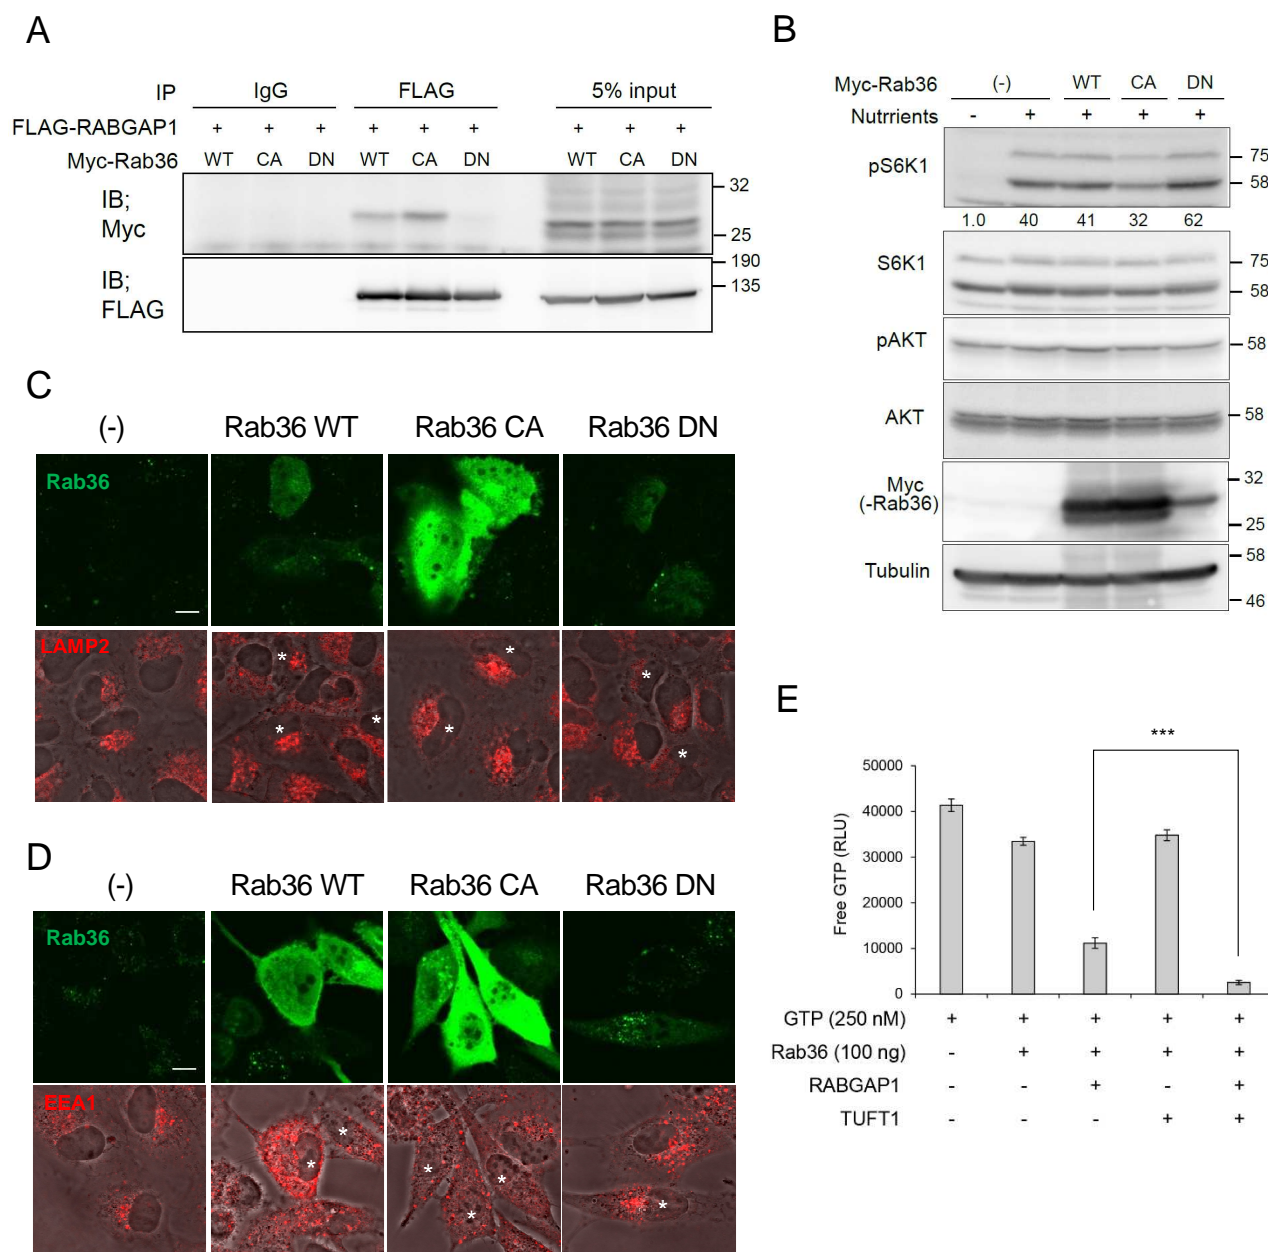 A
IP IgG FLAG 5% input
FLAG-RABGAP1 + + + + + + + + +
Myc-Rab36 WT CA DN WT CA DN WT CA DN
IB; Myc
32
25
IB; FLAG
190
135
B
Myc-Rab36 (-) WT CA DN
Nutrrients - + + + +
pS6K1
75
58
1.0 40 41 32 62
S6K1
75
58
pAKT
58
AKT
58
Myc (-Rab36)
32
25
Tubulin
58
46
C
(-) Rab36 WT Rab36 CA Rab36 DN
Rab36
LAMP2
* * * * * * *
D
(-) Rab36 WT Rab36 CA Rab36 DN
Rab36
EEA1
* * * * * *
E
***
Free GTP (RLU)
50000
40000
30000
20000
10000
0
GTP (250 nM) + + + + +
Rab36 (100 ng) - + + + +
RABGAP1 - - + - +
TUFT1 - - - + +